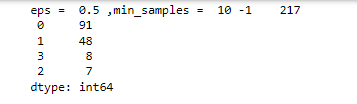 eps =  0.5 ,min_samples =  10 -1    217
0     91
1     48
3      8
2      7
dtype: int64